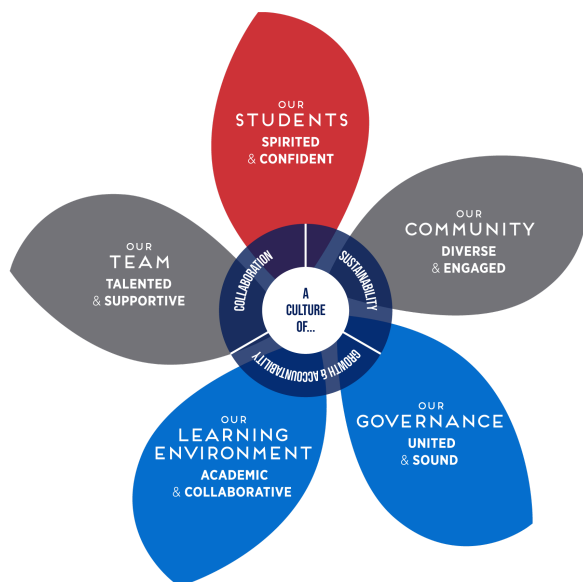 OUR
STUDENTS
SPIRITED
& CONFIDENT
OUR
COMMUNITY
DIVERSE
& ENGAGED
OUR
TEAM
TALENTED
& SUPPORTIVE
COLLABORATION
SUSTAINABILITY
GROWTH & ACCOUNTABILITY
A
CULTURE
OF...
OUR
GOVERNANCE
UNITED
& SOUND
OUR
LEARNING
ENVIRONMENT
ACADEMIC
& COLLABORATIVE